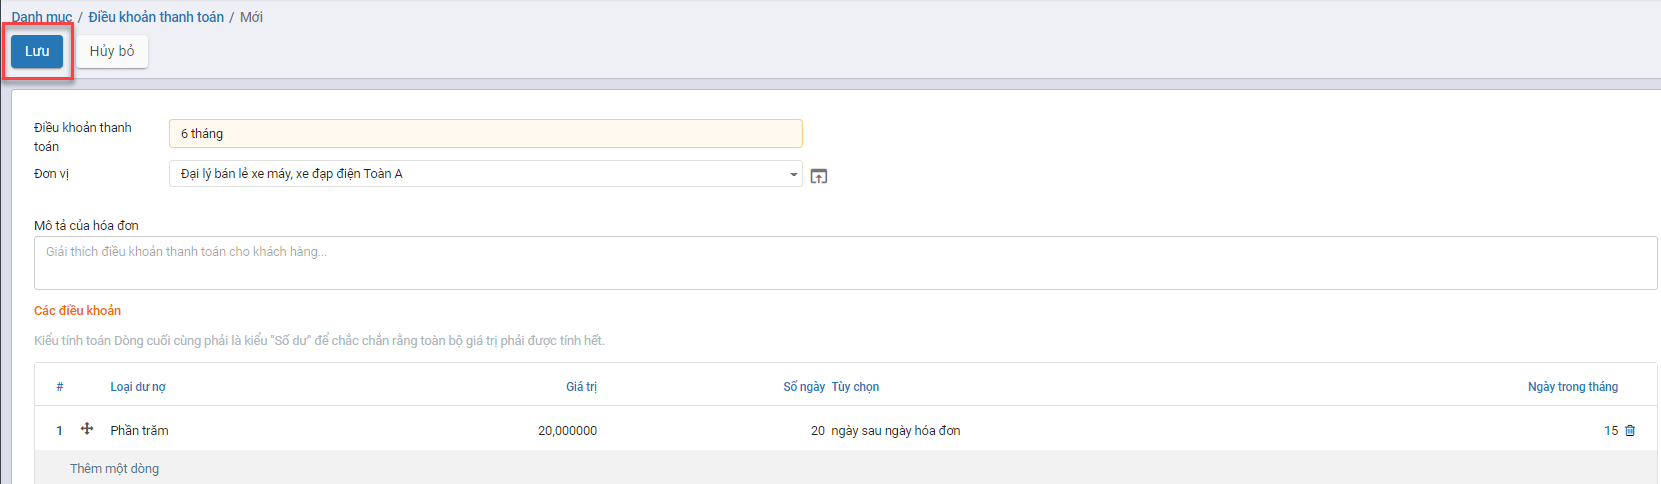 Danh mục / Điều khoản thanh toán / Mới
Lưu Hủy bỏ
Điều khoản thanh toán
6 tháng
Đơn vị
Đại lý bán lẻ xe máy, xe đạp điện Toàn A
Mô tả của hóa đơn
Giải thích điều khoản thanh toán cho khách hàng...
Các điều khoản
Kiểu tính toán Dòng cuối cùng phải là kiểu "Số dư" để chắc chắn rằng toàn bộ giá trị phải được tính hết.
# Loại dư nợ Giá trị Số ngày Tùy chọn Ngày trong tháng
1 Phần trăm 20,000000 20 ngày sau ngày hóa đơn 15
Thêm một dòng